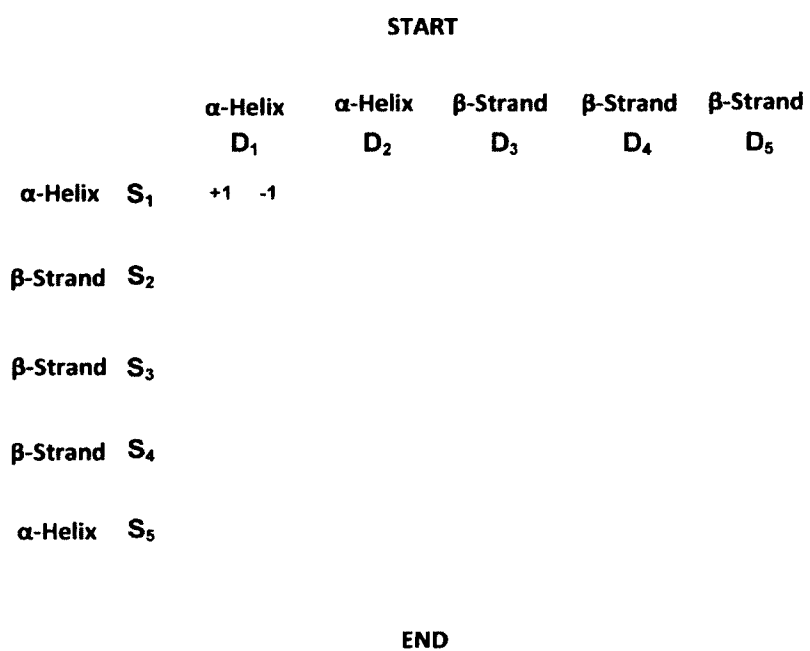 START
α-Helix α-Helix β-Strand β-Strand β-Strand
D₁ D₂ D₃ D₄ D₅
α-Helix S₁ +1 -1
β-Strand S₂
β-Strand S₃
β-Strand S₄
α-Helix S₅
END